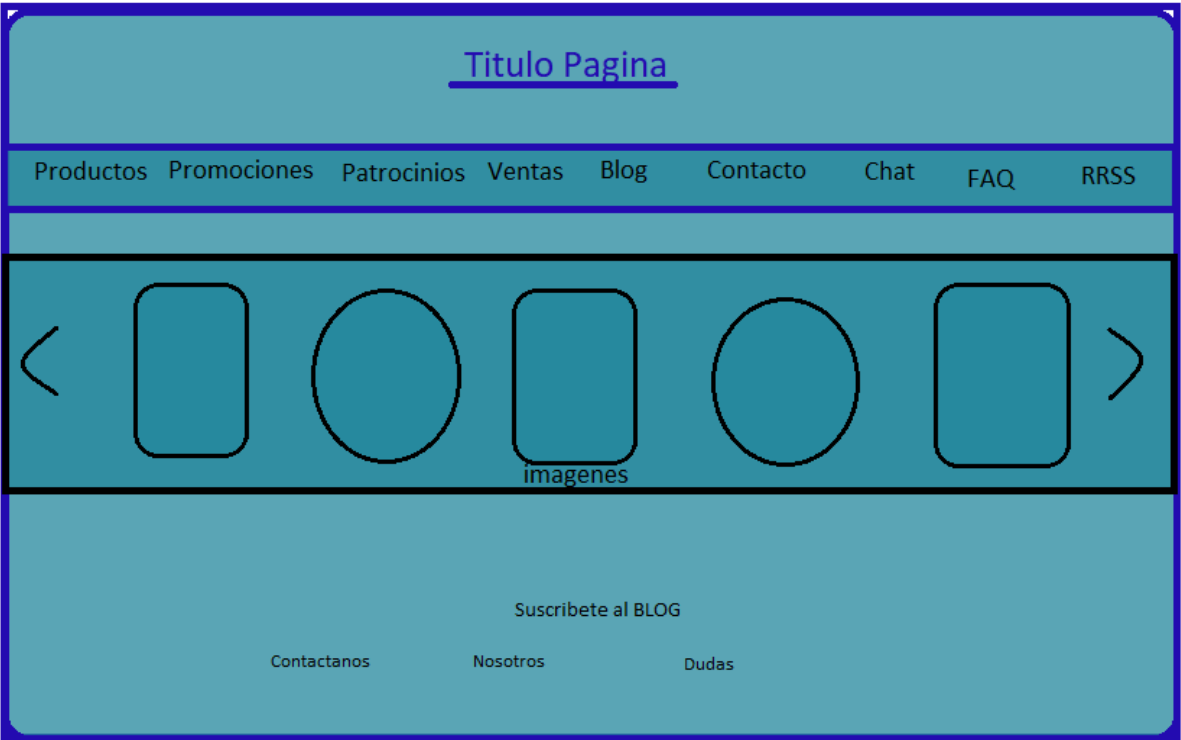 Titulo Pagina
Productos Promociones Patrocinios Ventas Blog Contacto Chat FAQ RRSS
imagenes
Suscribete al BLOG
Contactanos Nosotros Dudas